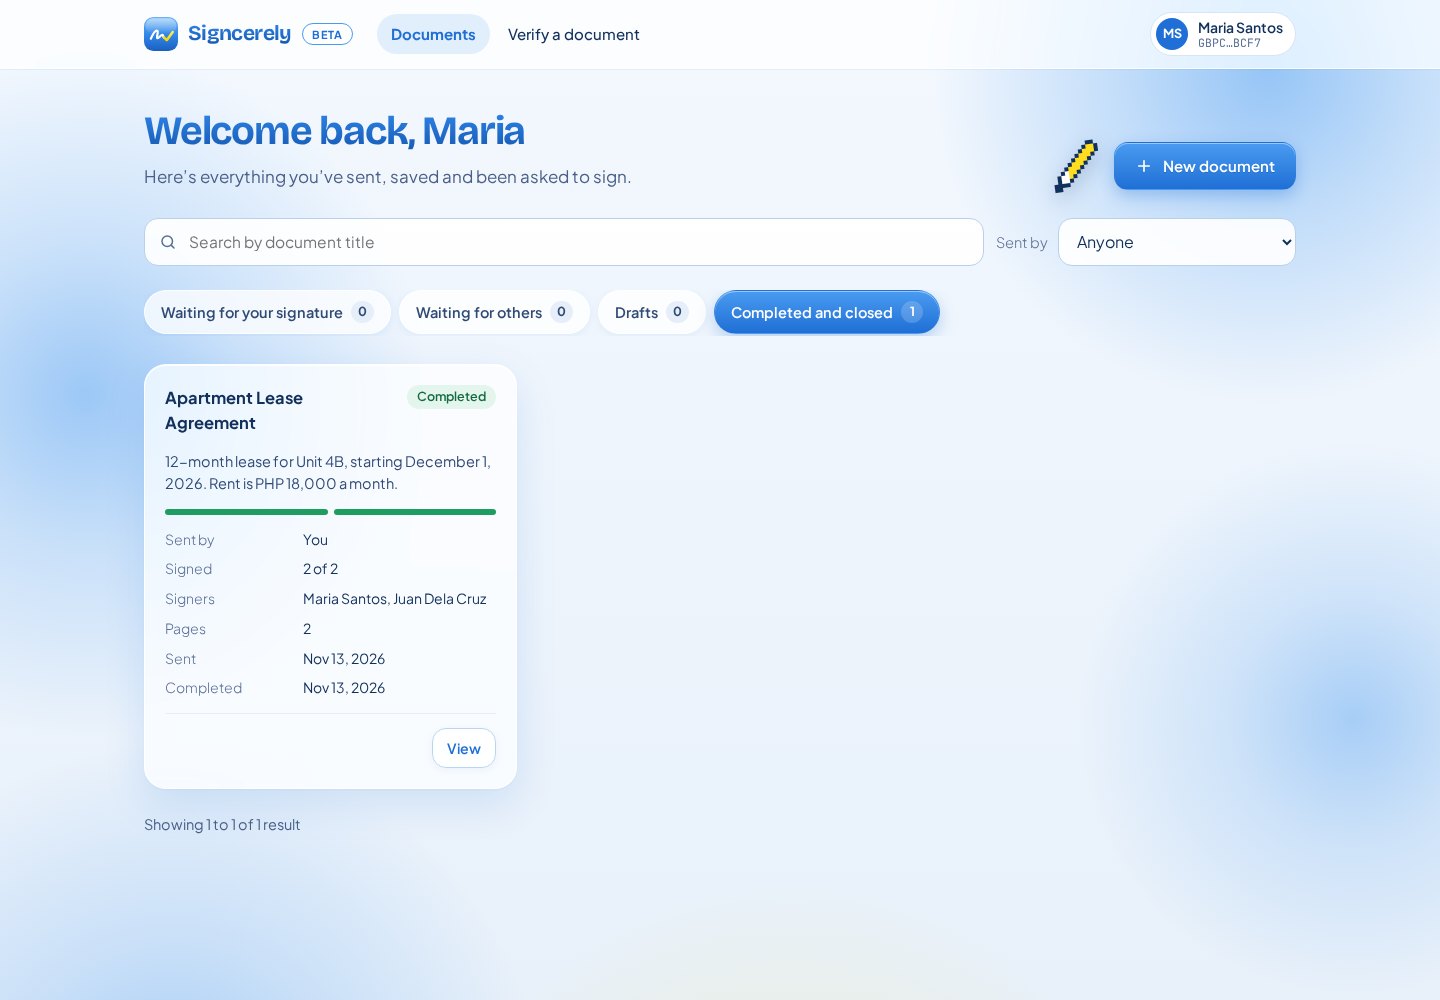 Signcerely
BETA
Documents
Verify a document
MS
Maria Santos
GBPC…BCF7
Welcome back, Maria
Here's everything you've sent, saved and been asked to sign.
New document
Search by document title
Sent by
Anyone
Waiting for your signature 0
Waiting for others 0
Drafts 0
Completed and closed 1
Apartment Lease
Agreement
Completed
12-month lease for Unit 4B, starting December 1,
2026. Rent is PHP 18,000 a month.
Sent by You
Signed 2 of 2
Signers Maria Santos, Juan Dela Cruz
Pages 2
Sent Nov 13, 2026
Completed Nov 13, 2026
View
Showing 1 to 1 of 1 result